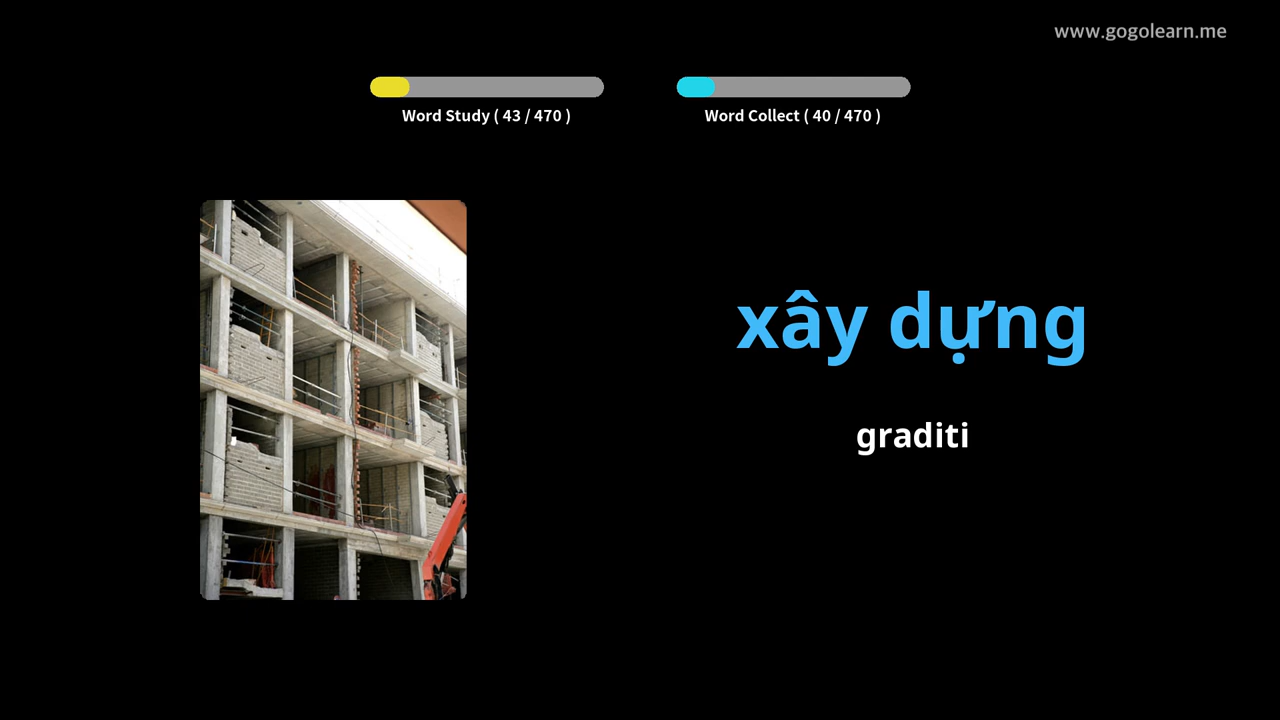 www.gogolearn.me
Word Study ( 43 / 470 )
Word Collect ( 40 / 470 )
xây dựng
graditi